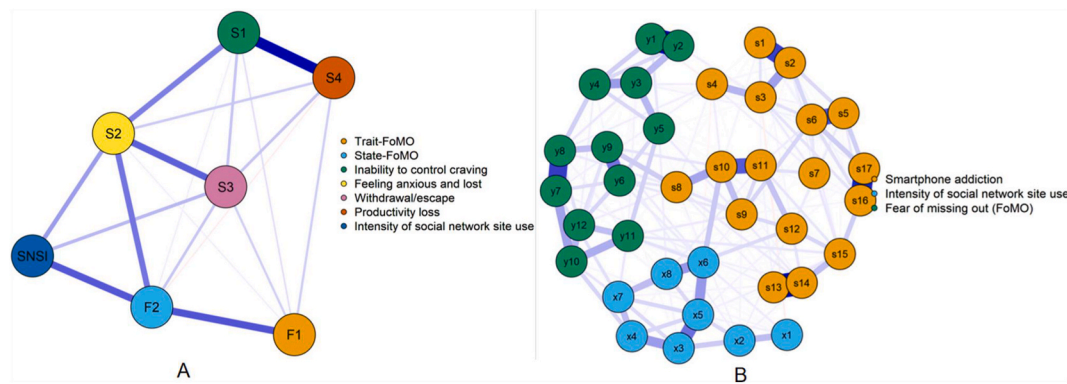 S1
S4
S2
S3
SNSI
F2
F1
Trait-FoMO
State-FoMO
Inability to control craving
Feeling anxious and lost
Withdrawal/escape
Productivity loss
Intensity of social network site use
A
y1
y2
s1
s2
y4
y3
s4
s3
y5
s6
s5
y8
y9
y7
y6
s10
s11
s8
s7
s17
s16
s9
y12
y11
y10
s12
s15
x6
x8
x7
s13
s14
x5
x4
x3
x2
x1
Smartphone addiction
Intensity of social network site use
Fear of missing out (FoMO)
B